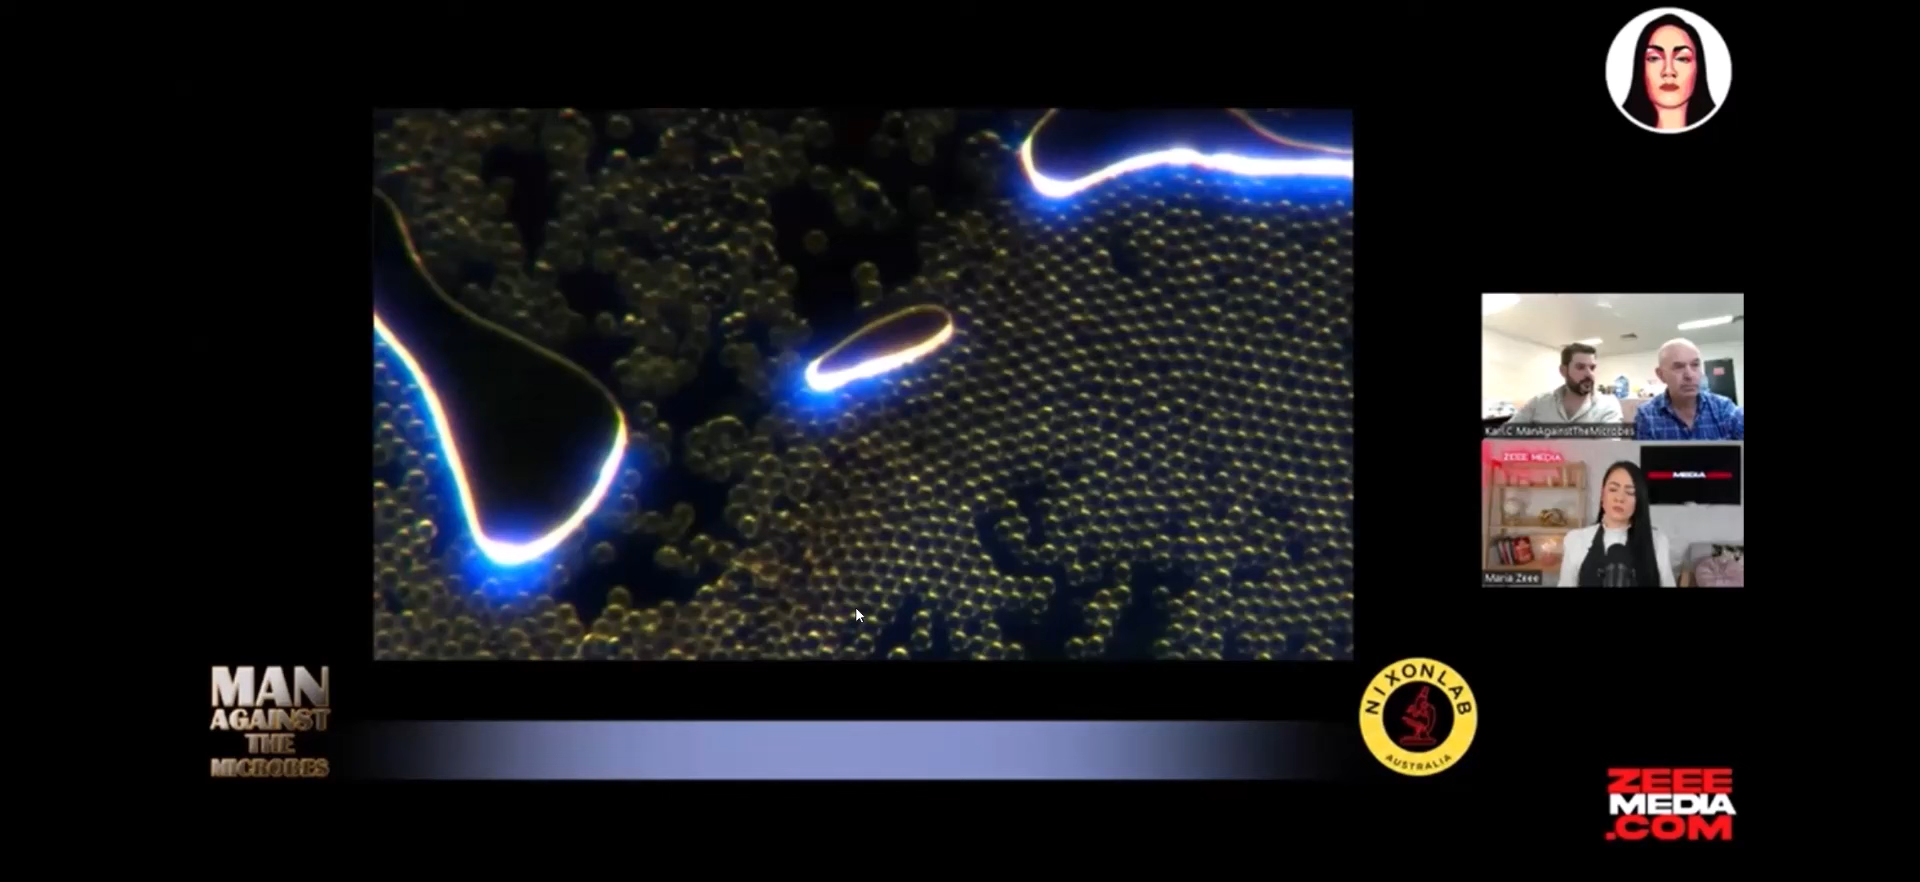 ZEEE MEDIA
MEDIA
Karl.C ManAgainstTheMicrobes
Maria Zeee
MAN
AGAINST
THE
MICROBES
NIXONLAB
AUSTRALIA
ZEEE
MEDIA
.COM